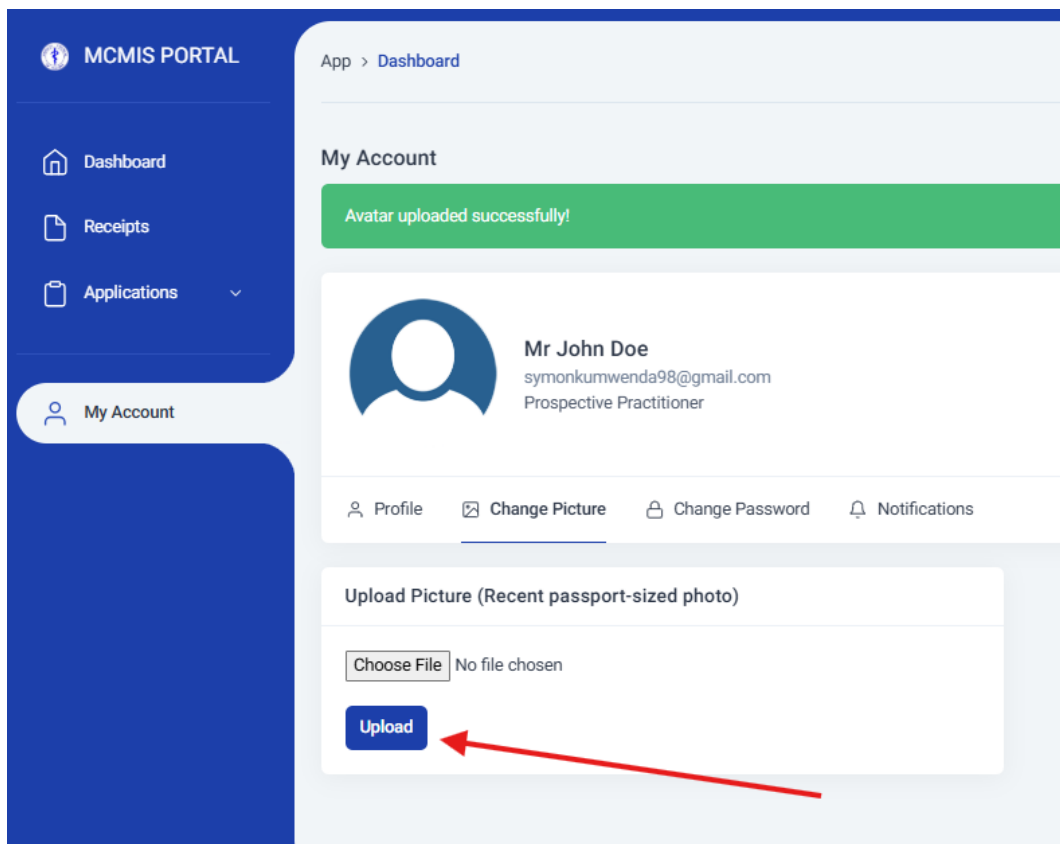 MCMIS PORTAL
Dashboard
Receipts
Applications
My Account
App > Dashboard
My Account
Avatar uploaded successfully!
Mr John Doe
symonkumwenda98@gmail.com
Prospective Practitioner
Profile Change Picture Change Password Notifications
Upload Picture (Recent passport-sized photo)
Choose File No file chosen
Upload